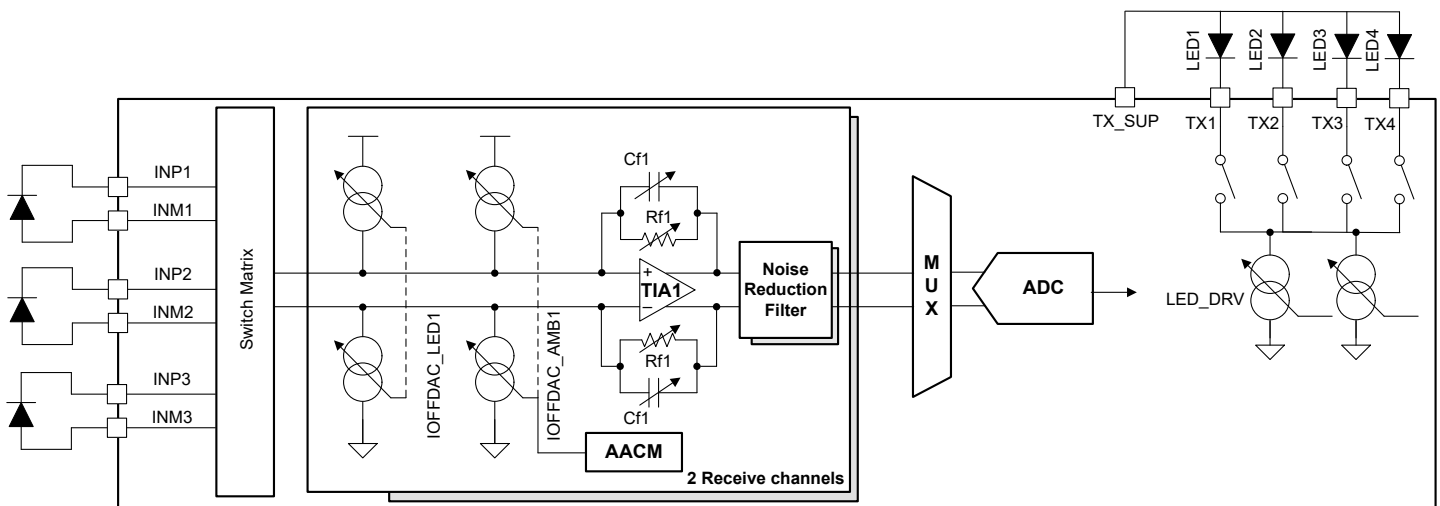 LED1
LED2
LED3
LED4
TX_SUP
TX1
TX2
TX3
TX4
INP1
INM1
INP2
INM2
INP3
INM3
Switch Matrix
IOFFDAC_LED1
IOFFDAC_AMB1
Cf1
Rf1
+
TIA1
−
Rf1
Cf1
AACM
2 Receive channels
Noise
Reduction
Filter
M
U
X
ADC
LED_DRV